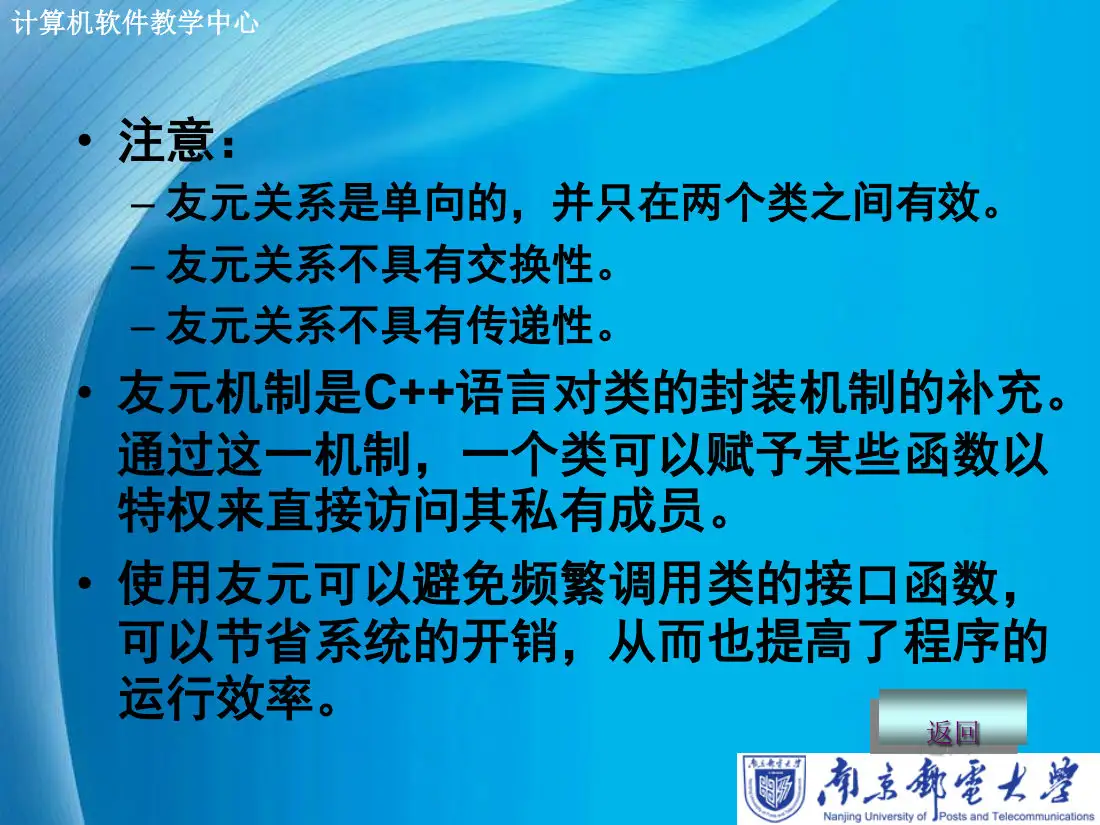 计算机软件教学中心
• 注意：
– 友元关系是单向的，并只在两个类之间有效。
– 友元关系不具有交换性。
– 友元关系不具有传递性。
• 友元机制是C++语言对类的封装机制的补充。
通过这一机制，一个类可以赋予某些函数以
特权来直接访问其私有成员。
• 使用友元可以避免频繁调用类的接口函数，
可以节省系统的开销，从而也提高了程序的
运行效率。
返回
南京郵電大學
Nanjing University of Posts and Telecommunications